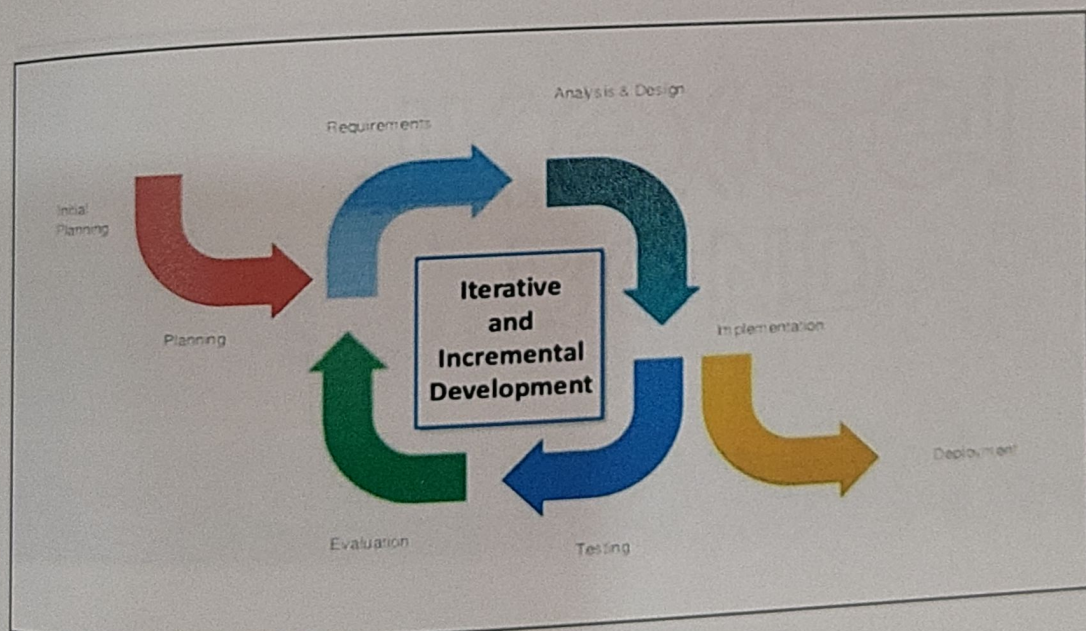 Analysis & Design
Requirements
Initial
Planning
Iterative
and
Incremental
Development
Implementation
Planning
Deployment
Evaluation
Testing